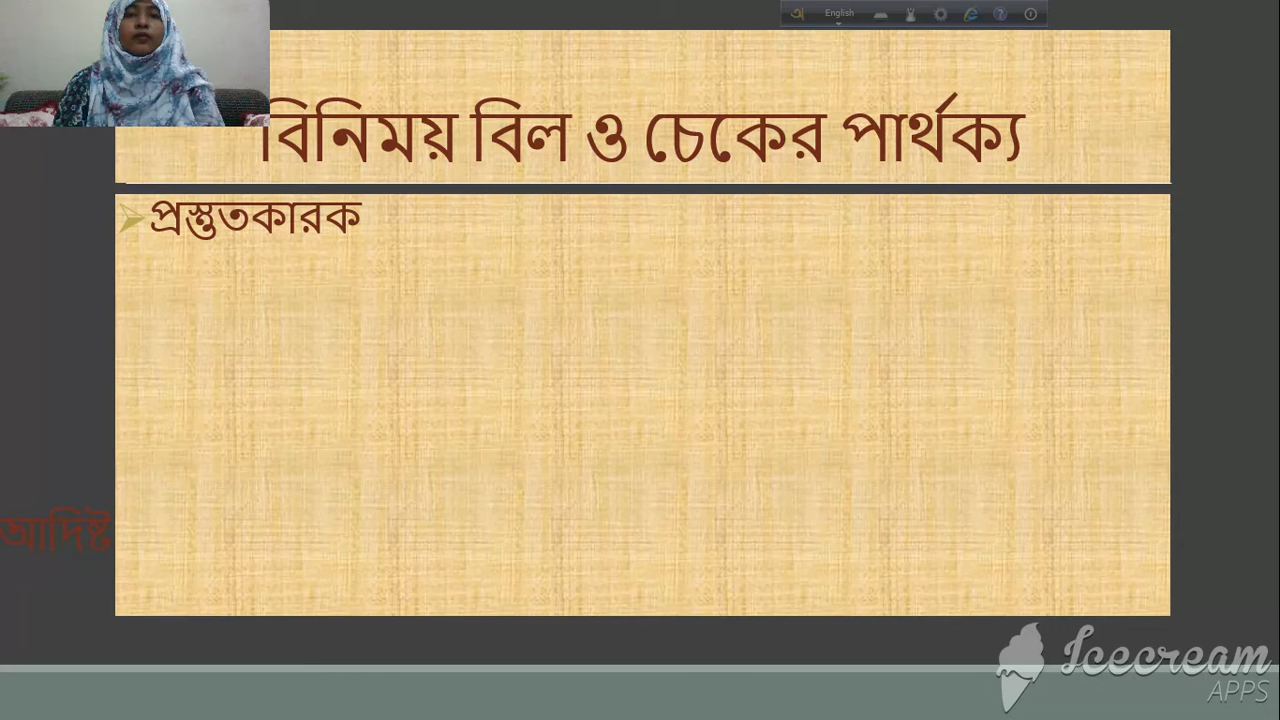 English
বিনিময় বিল ও চেকের পার্থক্য
প্রস্তুতকারক
আদিষ্ট
Icecream
APPS